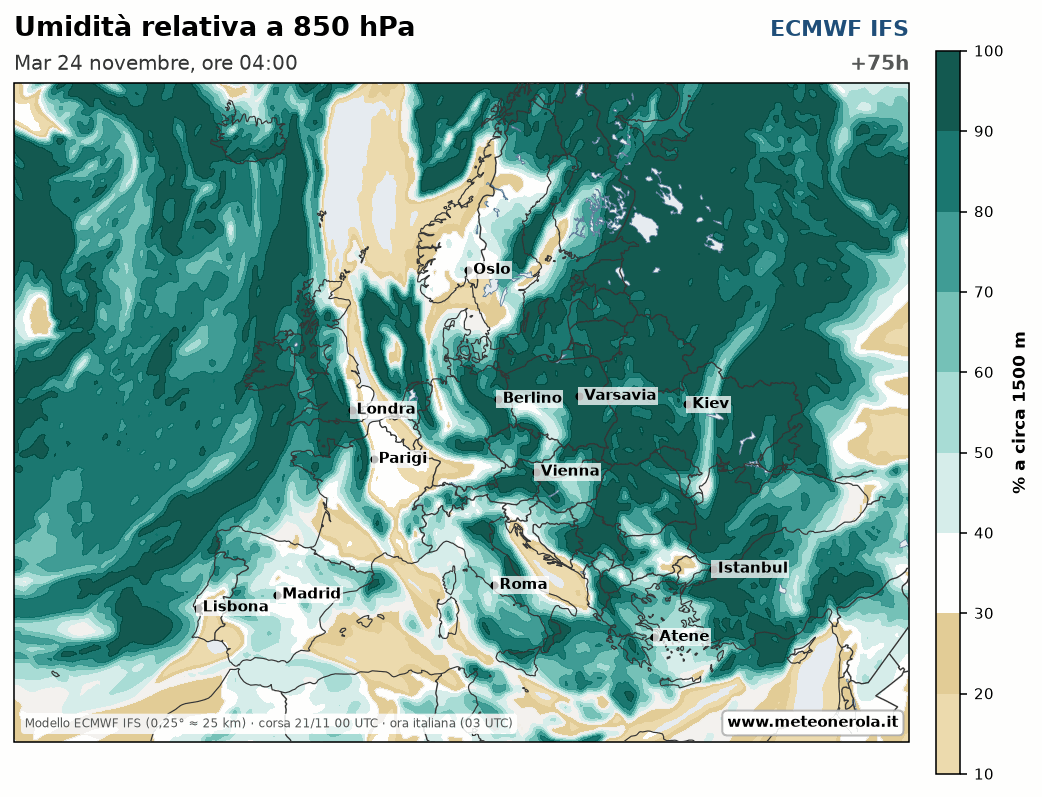 Umidità relativa a 850 hPa
ECMWF IFS
Mar 24 novembre, ore 04:00
+75h
100
90
80
70
60
50
40
30
20
10
% a circa 1500 m
Oslo
Berlino
Varsavia
Kiev
Londra
Parigi
Vienna
Istanbul
Roma
Madrid
Lisbona
Atene
Modello ECMWF IFS (0,25° ≈ 25 km) · corsa 21/11 00 UTC · ora italiana (03 UTC)
www.meteonerola.it